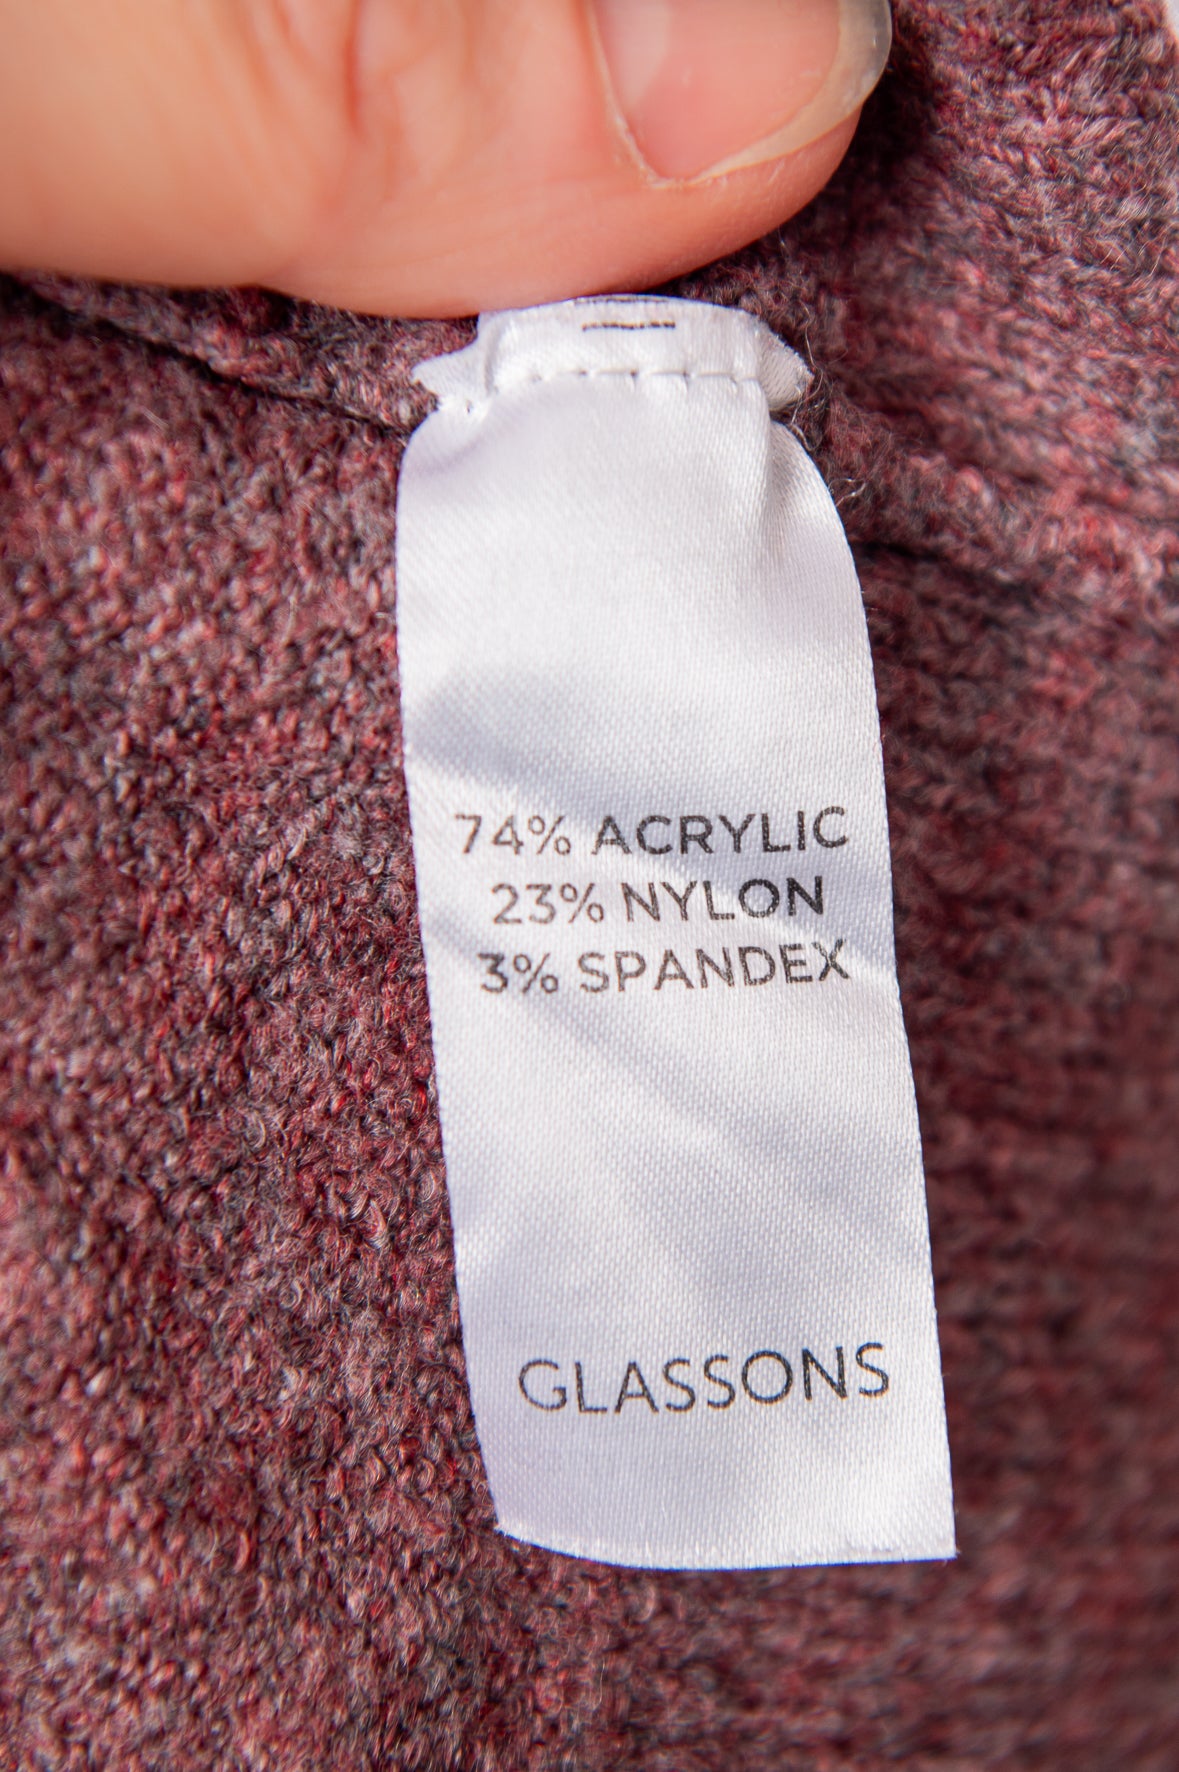 74% ACRYLIC
23% NYLON
3% SPANDEX
GLASSONS